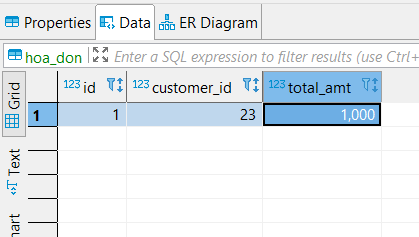 Properties Data ER Diagram
hoa_don Enter a SQL expression to filter results (use Ctrl+
Grid 123 id 123 customer_id 123 total_amt
1 1 23 1,000
Text